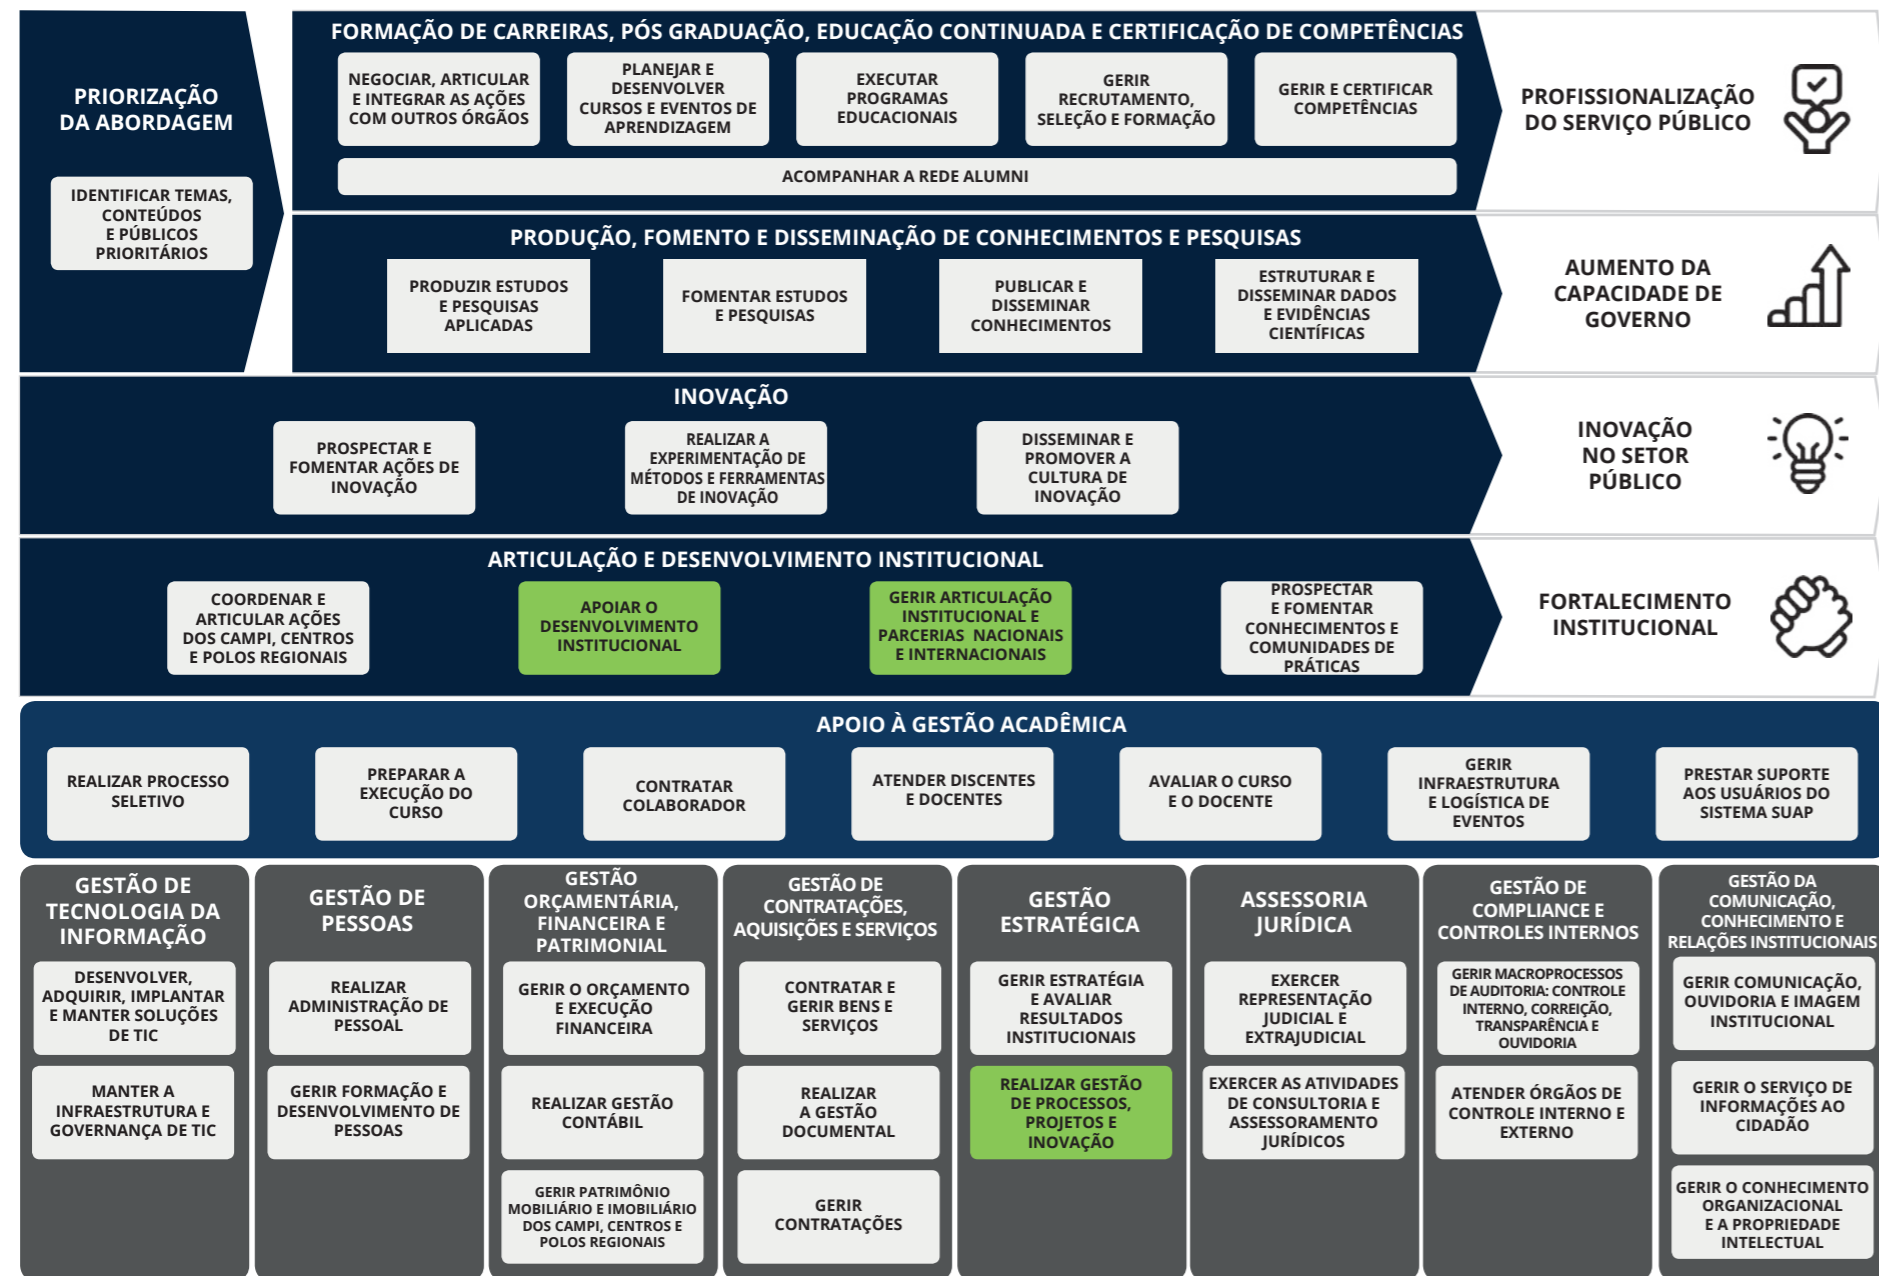 PRIORIZAÇÃO
DA ABORDAGEM
IDENTIFICAR TEMAS,
CONTEÚDOS
E PÚBLICOS
PRIORITÁRIOS
FORMAÇÃO DE CARREIRAS, PÓS GRADUAÇÃO, EDUCAÇÃO CONTINUADA E CERTIFICAÇÃO DE COMPETÊNCIAS
NEGOCIAR, ARTICULAR
E INTEGRAR AS AÇÕES
COM OUTROS ÓRGÃOS
PLANEJAR E
DESENVOLVER
CURSOS E EVENTOS DE
APRENDIZAGEM
EXECUTAR
PROGRAMAS
EDUCACIONAIS
GERIR
RECRUTAMENTO,
SELEÇÃO E FORMAÇÃO
GERIR E CERTIFICAR
COMPETÊNCIAS
ACOMPANHAR A REDE ALUMNI
PROFISSIONALIZAÇÃO
DO SERVIÇO PÚBLICO
PRODUÇÃO, FOMENTO E DISSEMINAÇÃO DE CONHECIMENTOS E PESQUISAS
PRODUZIR ESTUDOS
E PESQUISAS
APLICADAS
FOMENTAR ESTUDOS
E PESQUISAS
PUBLICAR E
DISSEMINAR
CONHECIMENTOS
ESTRUTURAR E
DISSEMINAR DADOS
E EVIDÊNCIAS
CIENTÍFICAS
AUMENTO DA
CAPACIDADE DE
GOVERNO
INOVAÇÃO
PROSPECTAR E
FOMENTAR AÇÕES DE
INOVAÇÃO
REALIZAR A
EXPERIMENTAÇÃO DE
MÉTODOS E FERRAMENTAS
DE INOVAÇÃO
DISSEMINAR E
PROMOVER A
CULTURA DE
INOVAÇÃO
INOVAÇÃO
NO SETOR
PÚBLICO
ARTICULAÇÃO E DESENVOLVIMENTO INSTITUCIONAL
COORDENAR E
ARTICULAR AÇÕES
DOS CAMPI, CENTROS
E POLOS REGIONAIS
APOIAR O
DESENVOLVIMENTO
INSTITUCIONAL
GERIR ARTICULAÇÃO
INSTITUCIONAL E
PARCERIAS NACIONAIS
E INTERNACIONAIS
PROSPECTAR
E FOMENTAR
CONHECIMENTOS E
COMUNIDADES DE
PRÁTICAS
FORTALECIMENTO
INSTITUCIONAL
APOIO À GESTÃO ACADÊMICA
REALIZAR PROCESSO
SELETIVO
PREPARAR A
EXECUÇÃO DO
CURSO
CONTRATAR
COLABORADOR
ATENDER DISCENTES
E DOCENTES
AVALIAR O CURSO
E O DOCENTE
GERIR
INFRAESTRUTURA
E LOGÍSTICA DE
EVENTOS
PRESTAR SUPORTE
AOS USUÁRIOS DO
SISTEMA SUAP
GESTÃO DE
TECNOLOGIA DA
INFORMAÇÃO
DESENVOLVER,
ADQUIRIR, IMPLANTAR
E MANTER SOLUÇÕES
DE TIC
MANTER A
INFRAESTRUTURA E
GOVERNANÇA DE TIC
GESTÃO DE
PESSOAS
REALIZAR
ADMINISTRAÇÃO DE
PESSOAL
GERIR FORMAÇÃO E
DESENVOLVIMENTO DE
PESSOAS
GESTÃO
ORÇAMENTÁRIA,
FINANCEIRA E
PATRIMONIAL
GERIR O ORÇAMENTO
E EXECUÇÃO
FINANCEIRA
REALIZAR GESTÃO
CONTÁBIL
GERIR PATRIMÔNIO
MOBILIÁRIO E IMOBILIÁRIO
DOS CAMPI, CENTROS E
POLOS REGIONAIS
GESTÃO DE
CONTRATAÇÕES,
AQUISIÇÕES E SERVIÇOS
CONTRATAR E
GERIR BENS E
SERVIÇOS
REALIZAR
A GESTÃO
DOCUMENTAL
GERIR
CONTRATAÇÕES
GESTÃO
ESTRATÉGICA
GERIR ESTRATÉGIA
E AVALIAR
RESULTADOS
INSTITUCIONAIS
REALIZAR GESTÃO
DE PROCESSOS,
PROJETOS E
INOVAÇÃO
ASSESSORIA
JURÍDICA
EXERCER
REPRESENTAÇÃO
JUDICIAL E
EXTRAJUDICIAL
EXERCER AS ATIVIDADES
DE CONSULTORIA E
ASSESSORAMENTO
JURÍDICOS
GESTÃO DE
COMPLIANCE E
CONTROLES INTERNOS
GERIR MACROPROCESSOS
DE AUDITORIA: CONTROLE
INTERNO, CORREIÇÃO,
TRANSPARÊNCIA E
OUVIDORIA
ATENDER ÓRGÃOS DE
CONTROLE INTERNO E
EXTERNO
GESTÃO DA
COMUNICAÇÃO,
CONHECIMENTO E
RELAÇÕES INSTITUCIONAIS
GERIR COMUNICAÇÃO,
OUVIDORIA E IMAGEM
INSTITUCIONAL
GERIR O SERVIÇO DE
INFORMAÇÕES AO
CIDADÃO
GERIR O CONHECIMENTO
ORGANIZACIONAL
E A PROPRIEDADE
INTELECTUAL